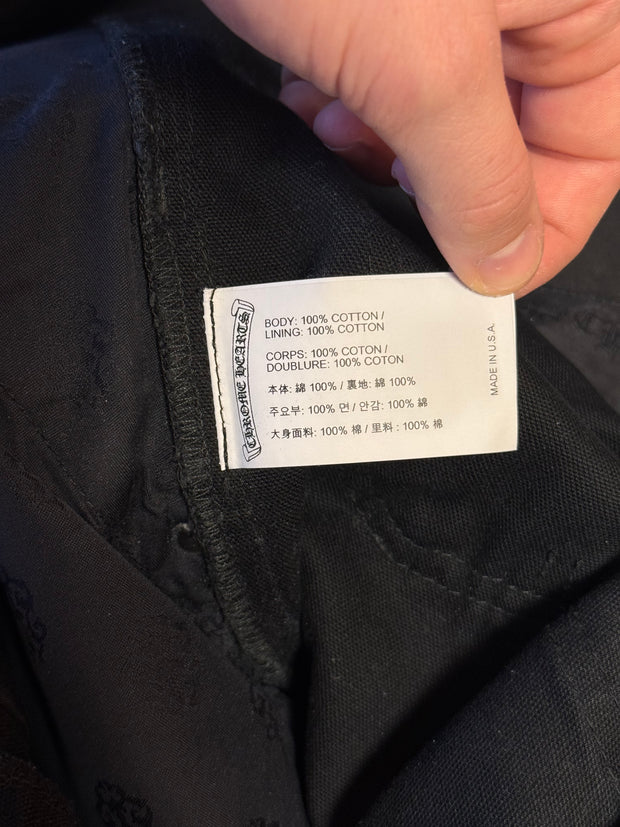 CHROME HEARTS
BODY: 100% COTTON /
LINING: 100% COTTON
CORPS: 100% COTON /
DOUBLURE: 100% COTON
本体: 綿 100% / 裏地: 綿 100%
주요부: 100% 면 / 안감: 100% 綿
大身面料: 100% 棉 / 里料 : 100% 棉
MADE IN U.S.A.